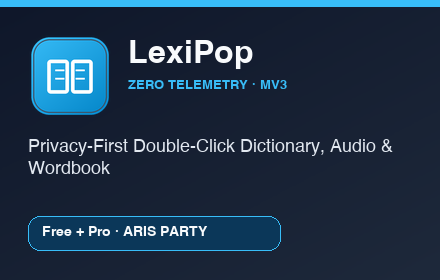 LexiPop
ZERO TELEMETRY · MV3
Privacy-First Double-Click Dictionary, Audio &
Wordbook
Free + Pro · ARIS PARTY